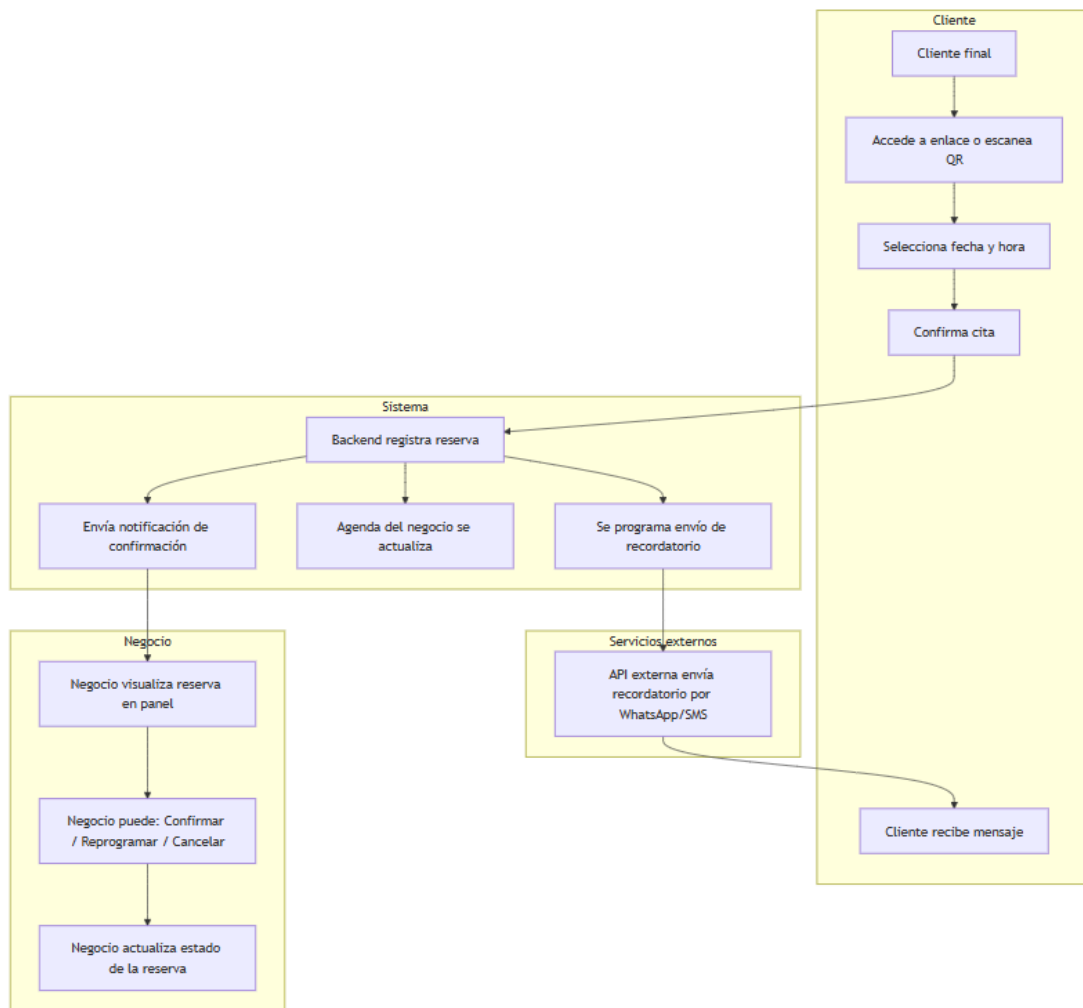 Cliente
Cliente final
Accede a enlace o escanea
QR
Selecciona fecha y hora
Confirma cita
Sistema
Backend registra reserva
Envía notificación de
confirmación
Agenda del negocio se
actualiza
Se programa envío de
recordatorio
Negocio
Servicios externos
Negocio visualiza reserva
en panel
API externa envía
recordatorio por
WhatsApp/SMS
Negocio puede: Confirmar
/ Reprogramar / Cancelar
Cliente recibe mensaje
Negocio actualiza estado
de la reserva